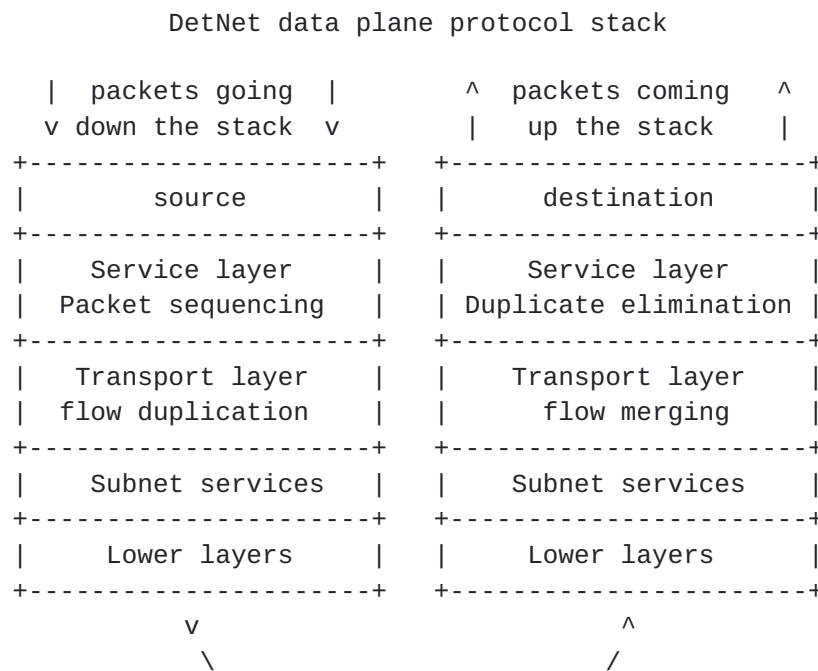 DetNet data plane protocol stack
| packets going | ^ packets coming ^
v down the stack v | up the stack |
+----------------------+ +-----------------------+
| source | | destination |
+----------------------+ +-----------------------+
| Service layer | | Service layer |
| Packet sequencing | | Duplicate elimination |
+----------------------+ +-----------------------+
| Transport layer | | Transport layer |
| flow duplication | | flow merging |
+----------------------+ +-----------------------+
| Subnet services | | Subnet services |
+----------------------+ +-----------------------+
| Lower layers | | Lower layers |
+----------------------+ +-----------------------+
v ^
\ /